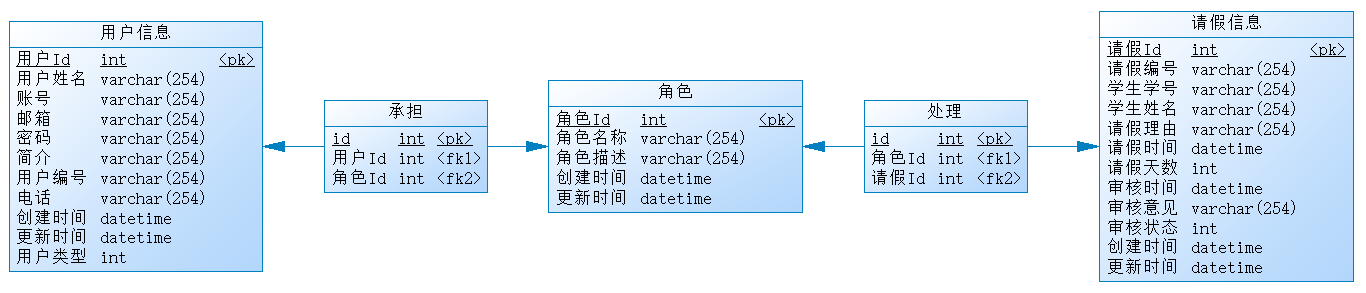 用户信息
用户Id int <pk>
用户姓名 varchar(254)
账号 varchar(254)
邮箱 varchar(254)
密码 varchar(254)
简介 varchar(254)
用户编号 varchar(254)
电话 varchar(254)
创建时间 datetime
更新时间 datetime
用户类型 int
承担
id int <pk>
用户Id int <fk1>
角色Id int <fk2>
角色
角色Id int <pk>
角色名称 varchar(254)
角色描述 varchar(254)
创建时间 datetime
更新时间 datetime
处理
id int <pk>
角色Id int <fk1>
请假Id int <fk2>
请假信息
请假Id int <pk>
请假编号 varchar(254)
学生学号 varchar(254)
学生姓名 varchar(254)
请假理由 varchar(254)
请假时间 datetime
请假天数 int
审核时间 datetime
审核意见 varchar(254)
审核状态 int
创建时间 datetime
更新时间 datetime